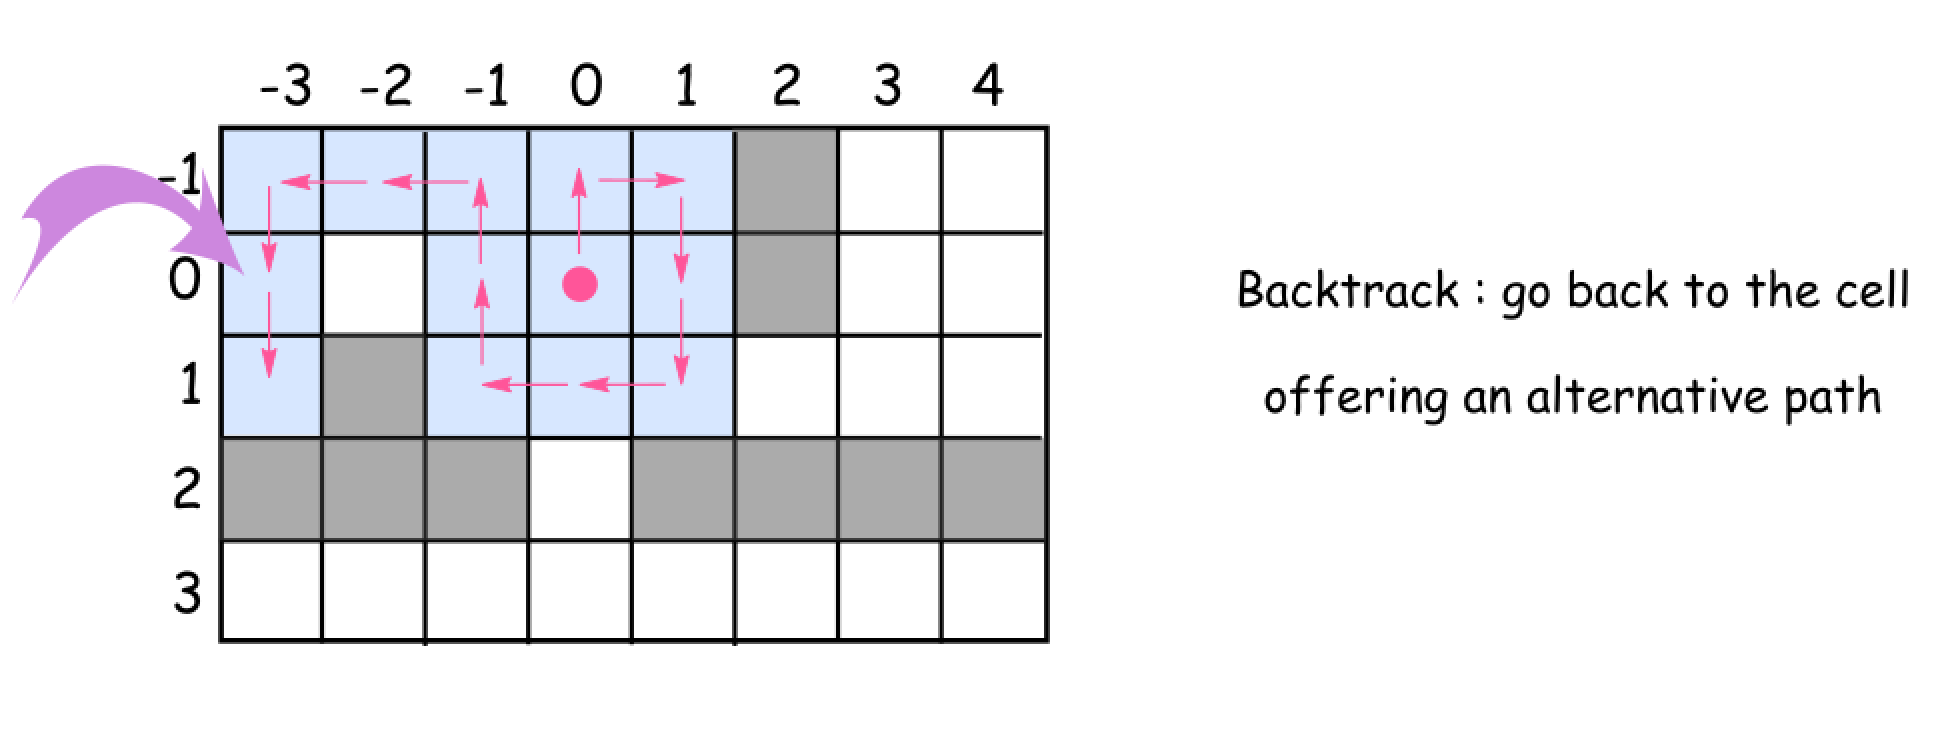 -3 -2 -1 0 1 2 3 4
-1
0
1
2
3
Backtrack : go back to the cell
offering an alternative path